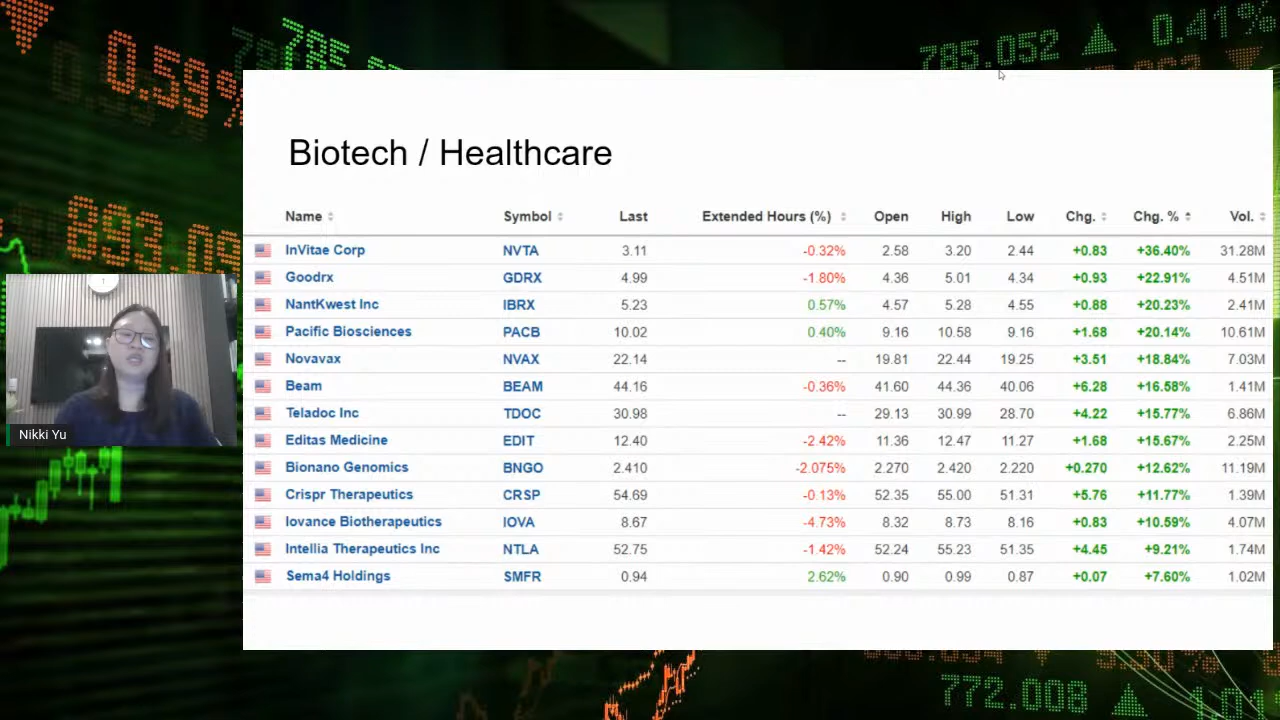 0.59%
785.
785.052 ▲ 0.41%
893.09
Biotech / Healthcare
Name Symbol Last Extended Hours (%) Open High Low Chg. Chg. % Vol.
InVitae Corp NVTA 3.11 -0.32% 2.58 3.20 2.44 +0.83 +36.40% 31.28M
Goodrx GDRX 4.99 -1.80% 4.36 5.01 4.34 +0.93 +22.91% 4.51M
NantKwest Inc IBRX 5.23 0.57% 4.57 5.28 4.55 +0.88 +20.23% 2.41M
Pacific Biosciences PACB 10.02 0.40% 9.16 10.58 9.16 +1.68 +20.14% 10.61M
Novavax NVAX 22.14 -- 19.81 22.44 19.25 +3.51 +18.84% 7.03M
Beam BEAM 44.16 -0.36% 41.60 44.36 40.06 +6.28 +16.58% 1.41M
Teladoc Inc TDOC 30.98 -- 29.13 30.99 28.70 +4.22 +15.77% 6.86M
Editas Medicine EDIT 12.40 -2.42% 11.36 12.47 11.27 +1.68 +15.67% 2.25M
Bionano Genomics BNGO 2.410 -2.075% 2.270 2.420 2.220 +0.270 +12.62% 11.19M
Crispr Therapeutics CRSP 54.69 -0.13% 52.35 55.00 51.31 +5.76 +11.77% 1.39M
Iovance Biotherapeutics IOVA 8.67 -4.73% 8.32 8.73 8.16 +0.83 +10.59% 4.07M
Intellia Therapeutics Inc NTLA 52.75 -1.42% 52.24 55.23 51.35 +4.45 +9.21% 1.74M
Sema4 Holdings SMFR 0.94 2.62% 0.90 0.99 0.87 +0.07 +7.60% 1.02M
Nikki Yu
772.008 ▲